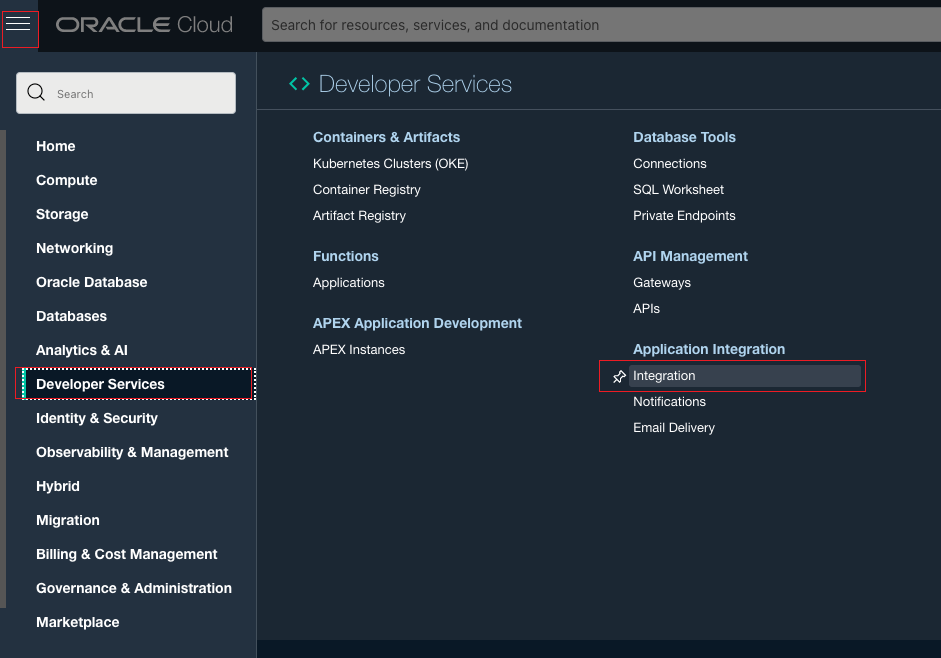 ORACLE Cloud
Search for resources, services, and documentation
Search
Home
Compute
Storage
Networking
Oracle Database
Databases
Analytics & AI
Developer Services
Identity & Security
Observability & Management
Hybrid
Migration
Billing & Cost Management
Governance & Administration
Marketplace
Developer Services
Containers & Artifacts
Kubernetes Clusters (OKE)
Container Registry
Artifact Registry
Functions
Applications
APEX Application Development
APEX Instances
Database Tools
Connections
SQL Worksheet
Private Endpoints
API Management
Gateways
APIs
Application Integration
Integration
Notifications
Email Delivery